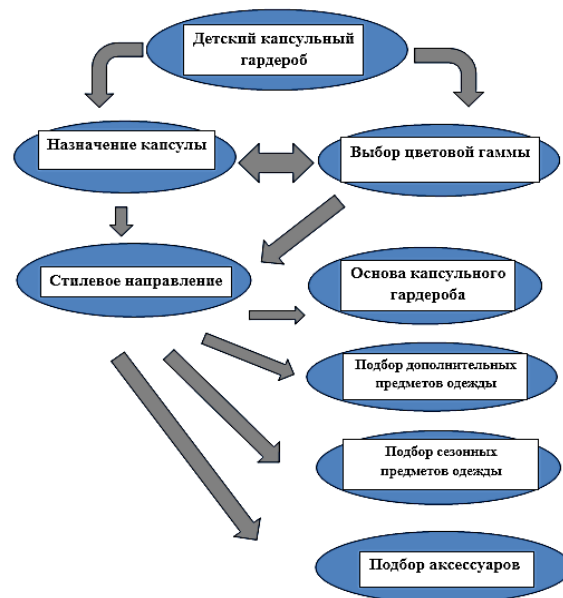 Детский капсульный
гардероб
Назначение капсулы
Выбор цветовой гаммы
Стилевое направление
Основа капсульного
гардероба
Подбор дополнительных
предметов одежды
Подбор сезонных
предметов одежды
Подбор аксессуаров